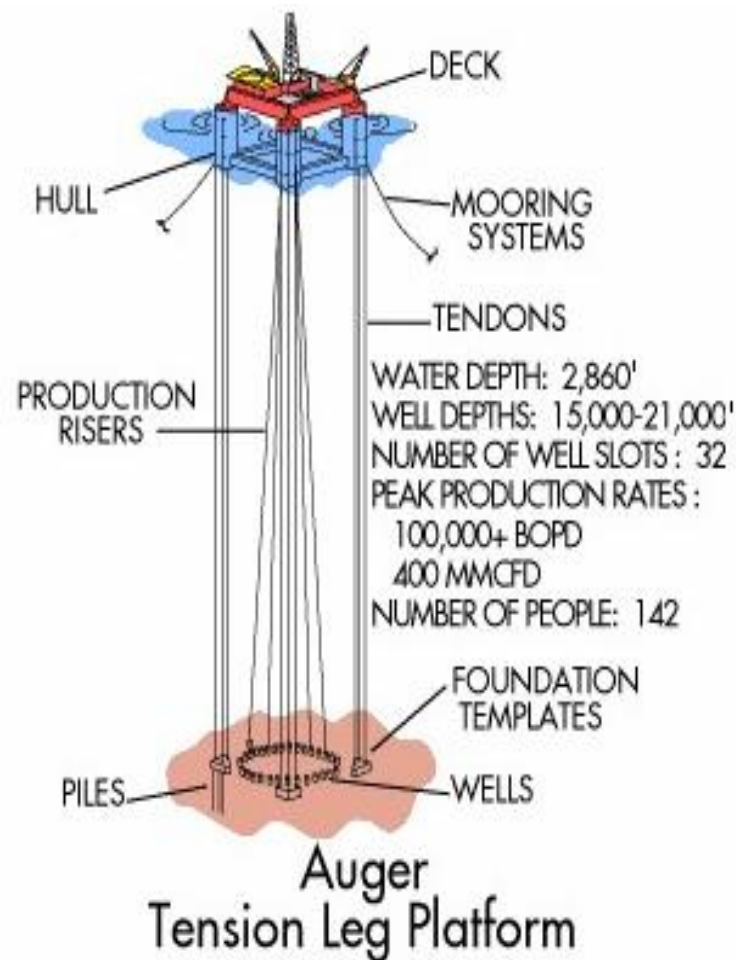 DECK
HULL
MOORING
SYSTEMS
TENDONS
PRODUCTION
RISERS
WATER DEPTH: 2,860'
WELL DEPTHS: 15,000-21,000'
NUMBER OF WELL SLOTS : 32
PEAK PRODUCTION RATES :
100,000+ BOPD
400 MMCFD
NUMBER OF PEOPLE: 142
FOUNDATION
TEMPLATES
PILES
WELLS
Auger
Tension Leg Platform